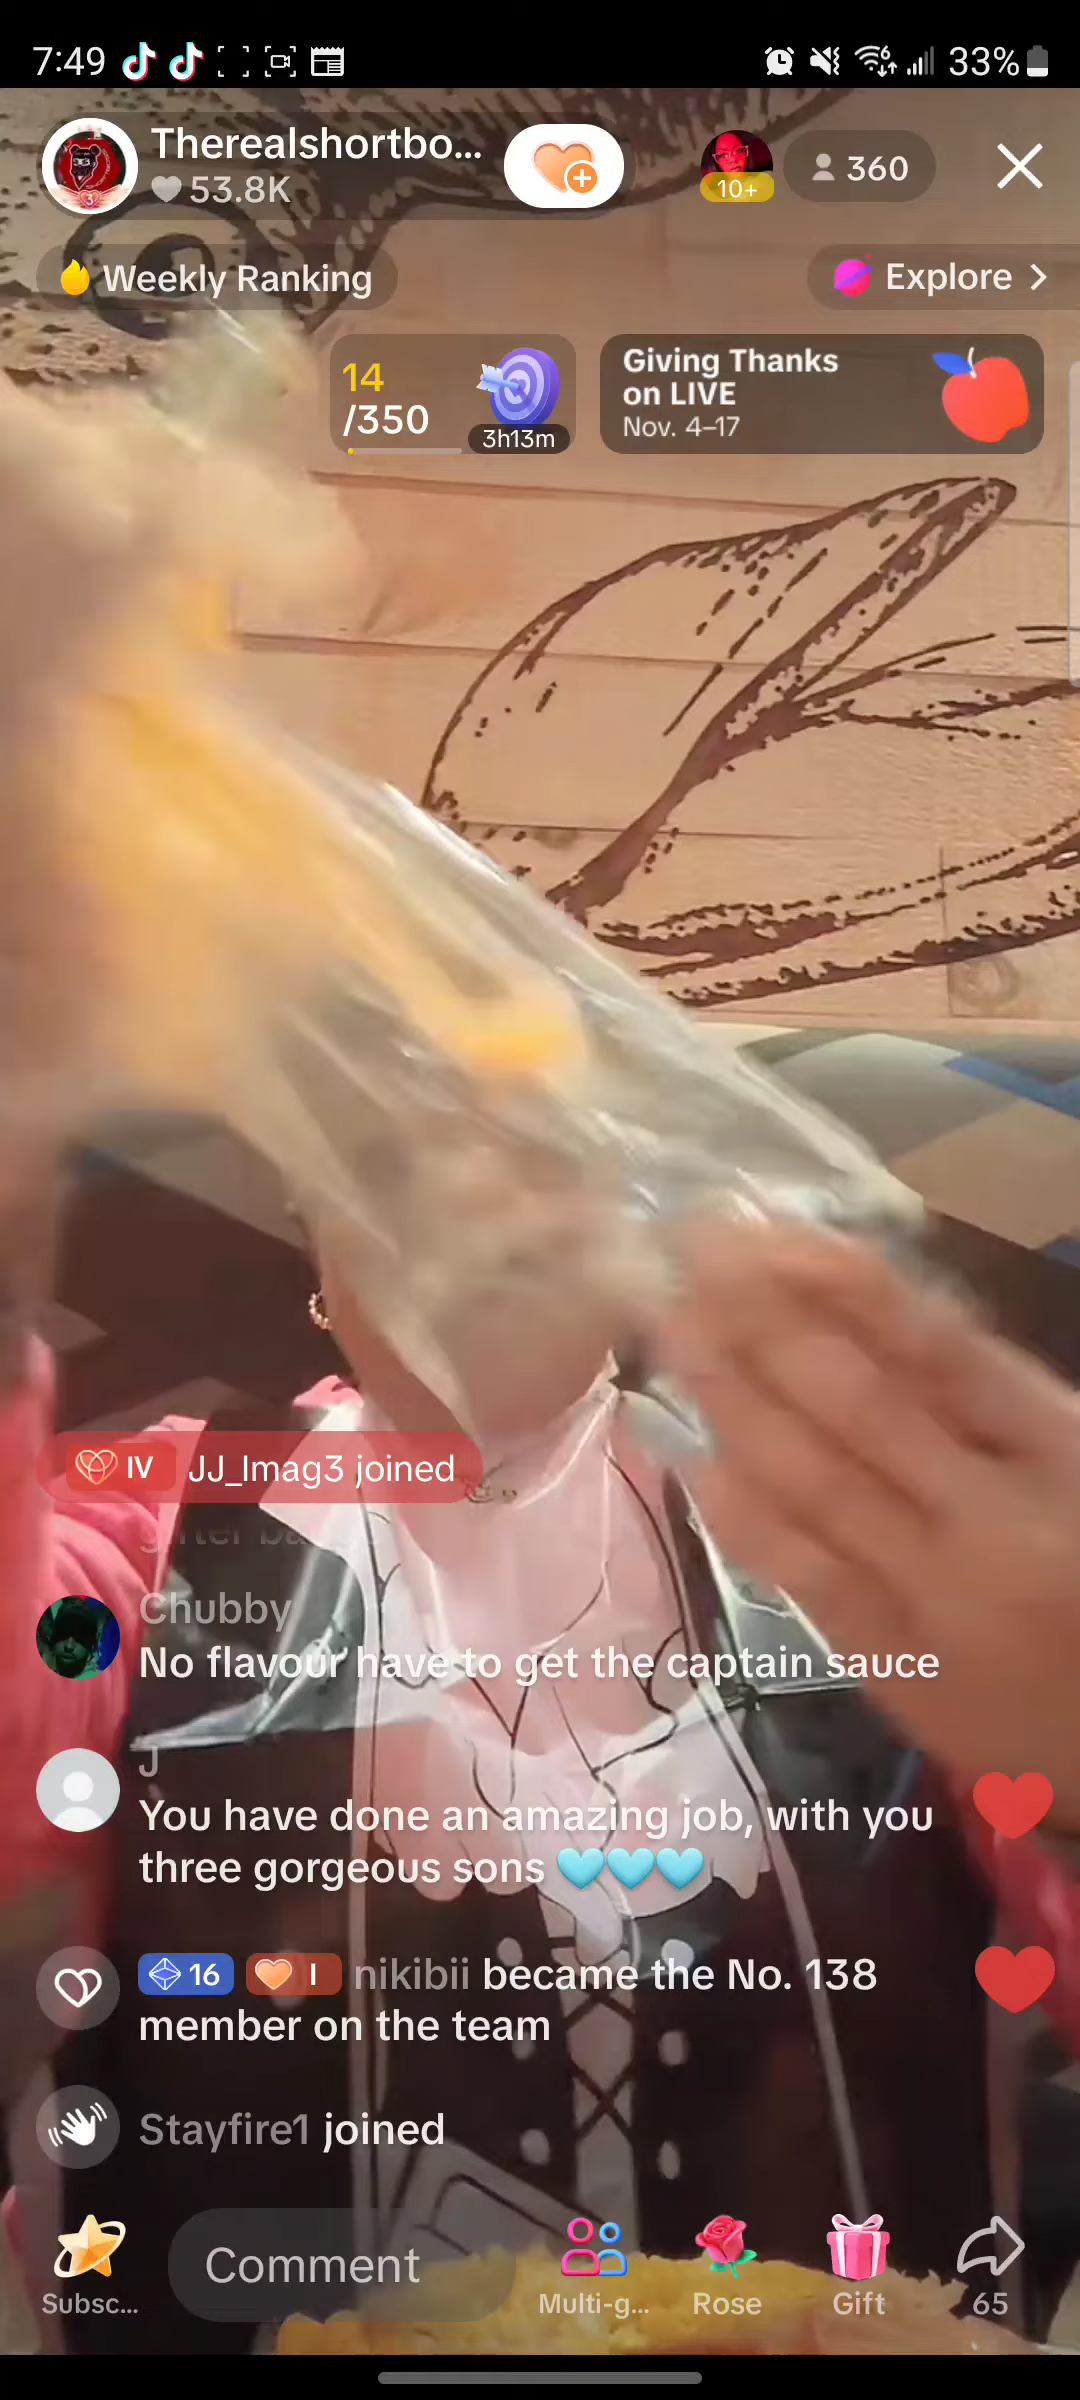 7:49
33%
Therealshortbo...
53.8K
10+
360
Weekly Ranking
Explore
14
/350
3h13m
Giving Thanks
on LIVE
Nov. 4–17
IV JJ_Imag3 joined
Chubby
No flavour have to get the captain sauce
J
You have done an amazing job, with you
three gorgeous sons
16 I nikibii became the No. 138
member on the team
Stayfire1 joined
Comment
Subsc...
Multi-g...
Rose
Gift
65